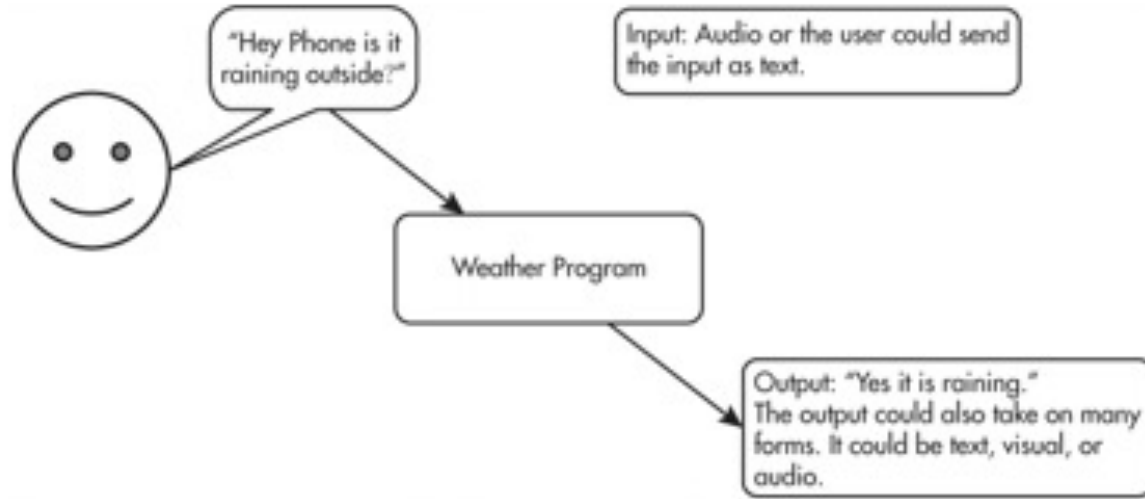 "Hey Phone is it
raining outside?"
Input: Audio or the user could send
the input as text.
Weather Program
Output: "Yes it is raining."
The output could also take on many
forms. It could be text, visual, or
audio.